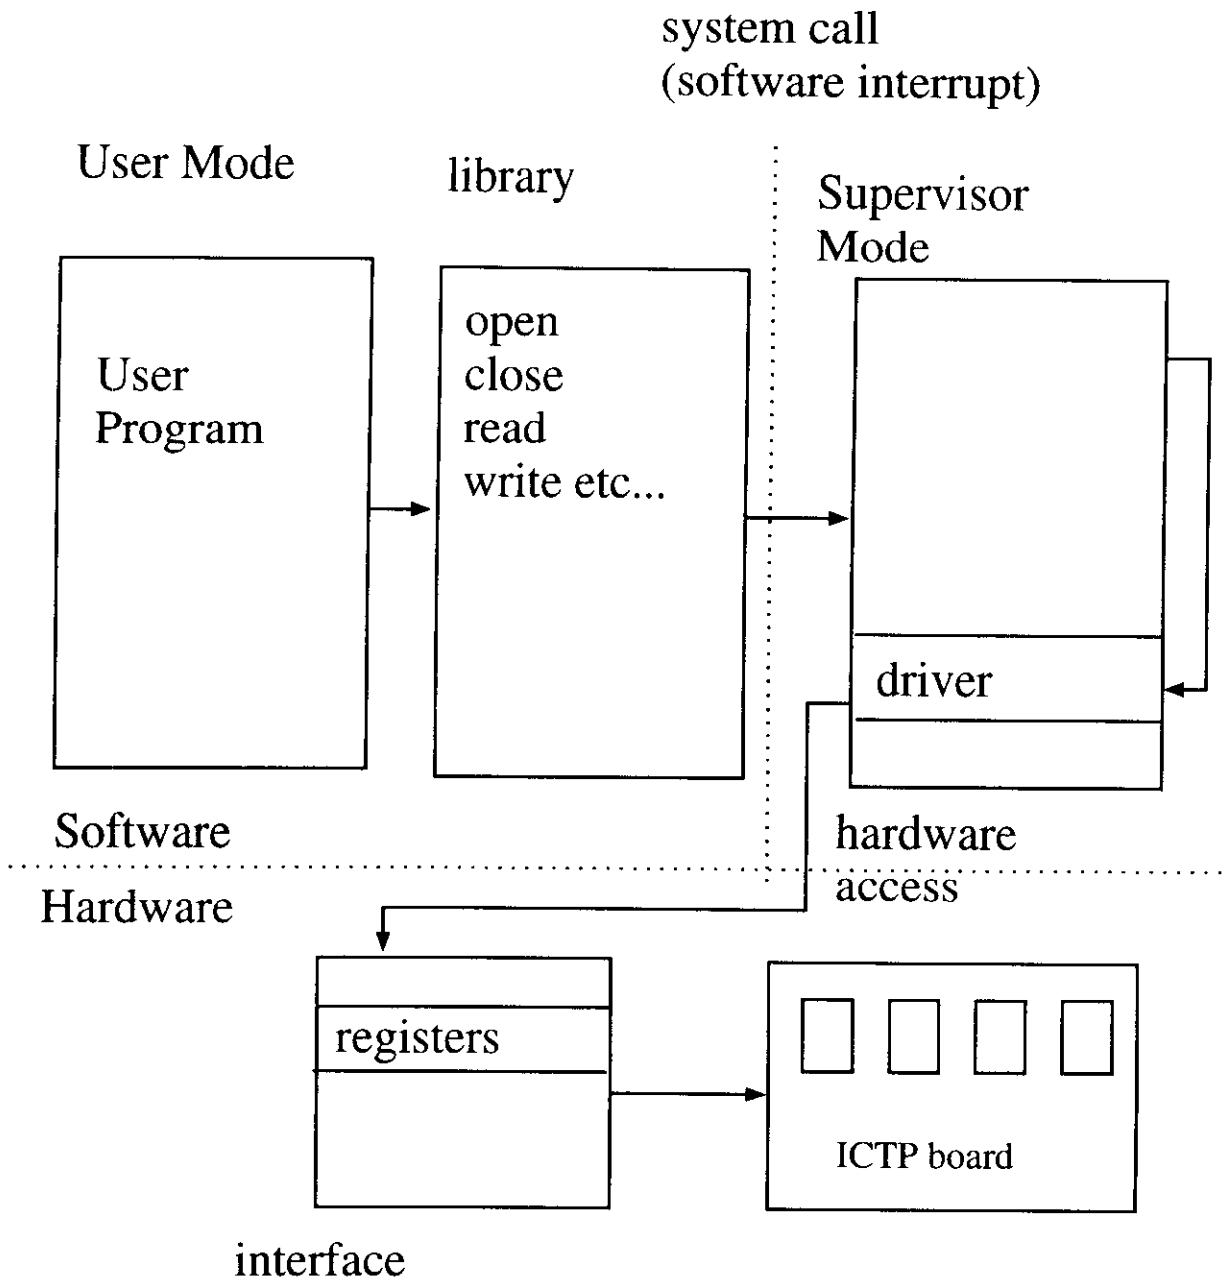 system call
(software interrupt)
User Mode
library
Supervisor
Mode
User
Program
open
close
read
write etc...
driver
Software
hardware
access
Hardware
registers
ICTP board
interface